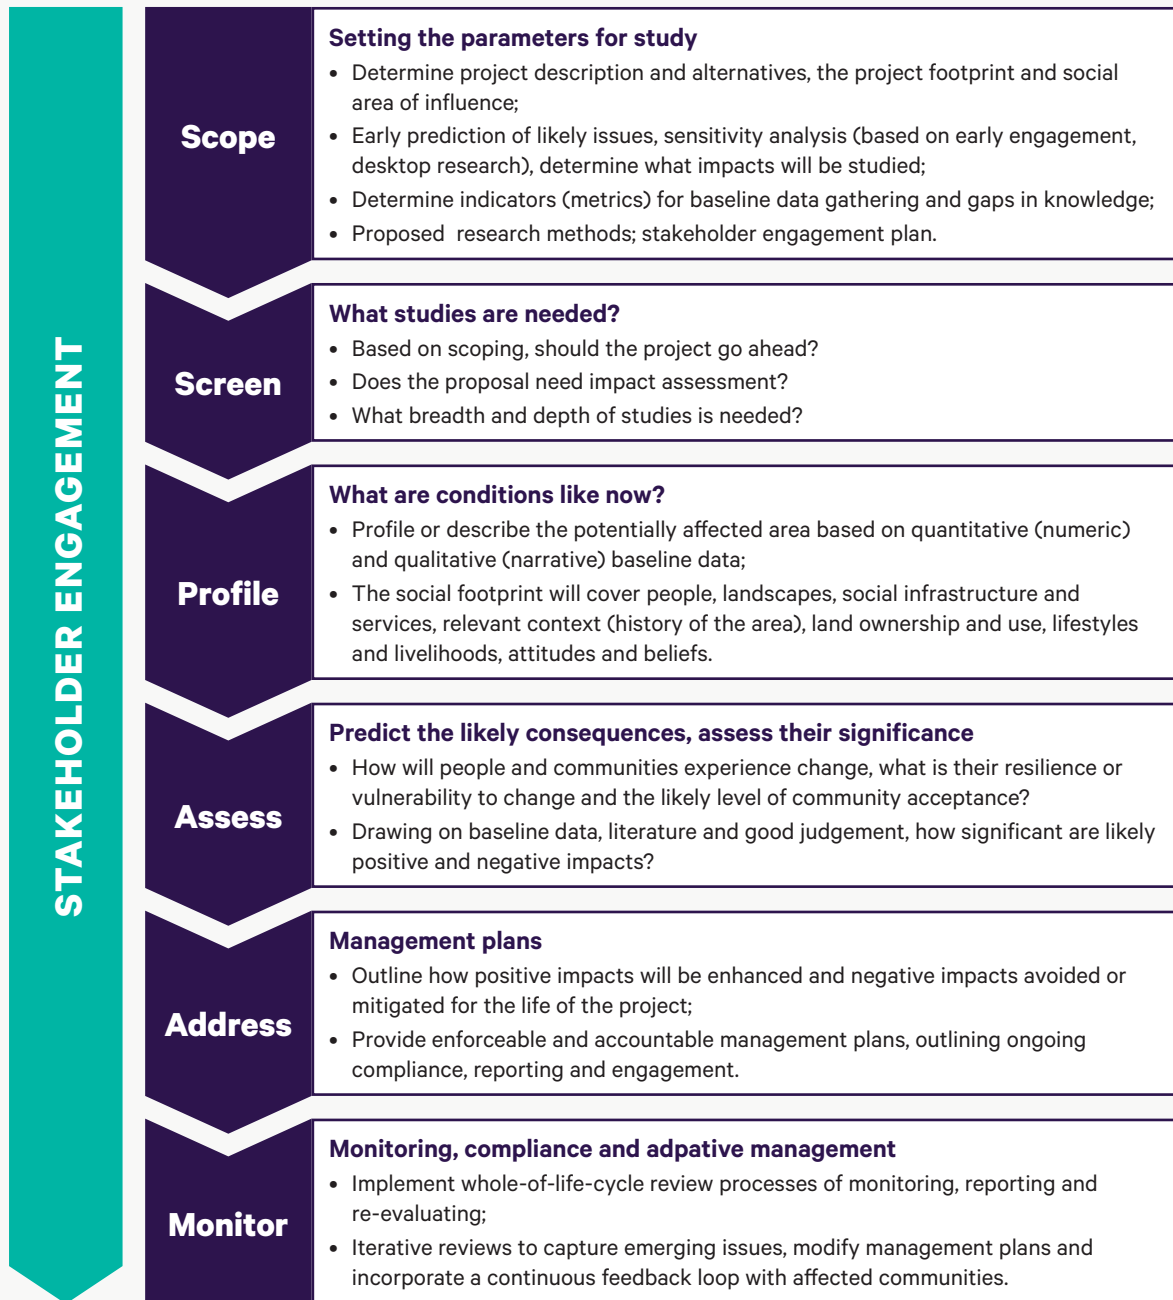 STAKEHOLDER ENGAGEMENT
Scope
Setting the parameters for study
• Determine project description and alternatives, the project footprint and social
area of influence;
• Early prediction of likely issues, sensitivity analysis (based on early engagement,
desktop research), determine what impacts will be studied;
• Determine indicators (metrics) for baseline data gathering and gaps in knowledge;
• Proposed research methods; stakeholder engagement plan.
Screen
What studies are needed?
• Based on scoping, should the project go ahead?
• Does the proposal need impact assessment?
• What breadth and depth of studies is needed?
Profile
What are conditions like now?
• Profile or describe the potentially affected area based on quantitative (numeric)
and qualitative (narrative) baseline data;
• The social footprint will cover people, landscapes, social infrastructure and
services, relevant context (history of the area), land ownership and use, lifestyles
and livelihoods, attitudes and beliefs.
Assess
Predict the likely consequences, assess their significance
• How will people and communities experience change, what is their resilience or
vulnerability to change and the likely level of community acceptance?
• Drawing on baseline data, literature and good judgement, how significant are likely
positive and negative impacts?
Address
Management plans
• Outline how positive impacts will be enhanced and negative impacts avoided or
mitigated for the life of the project;
• Provide enforceable and accountable management plans, outlining ongoing
compliance, reporting and engagement.
Monitor
Monitoring, compliance and adpative management
• Implement whole-of-life-cycle review processes of monitoring, reporting and
re-evaluating;
• Iterative reviews to capture emerging issues, modify management plans and
incorporate a continuous feedback loop with affected communities.